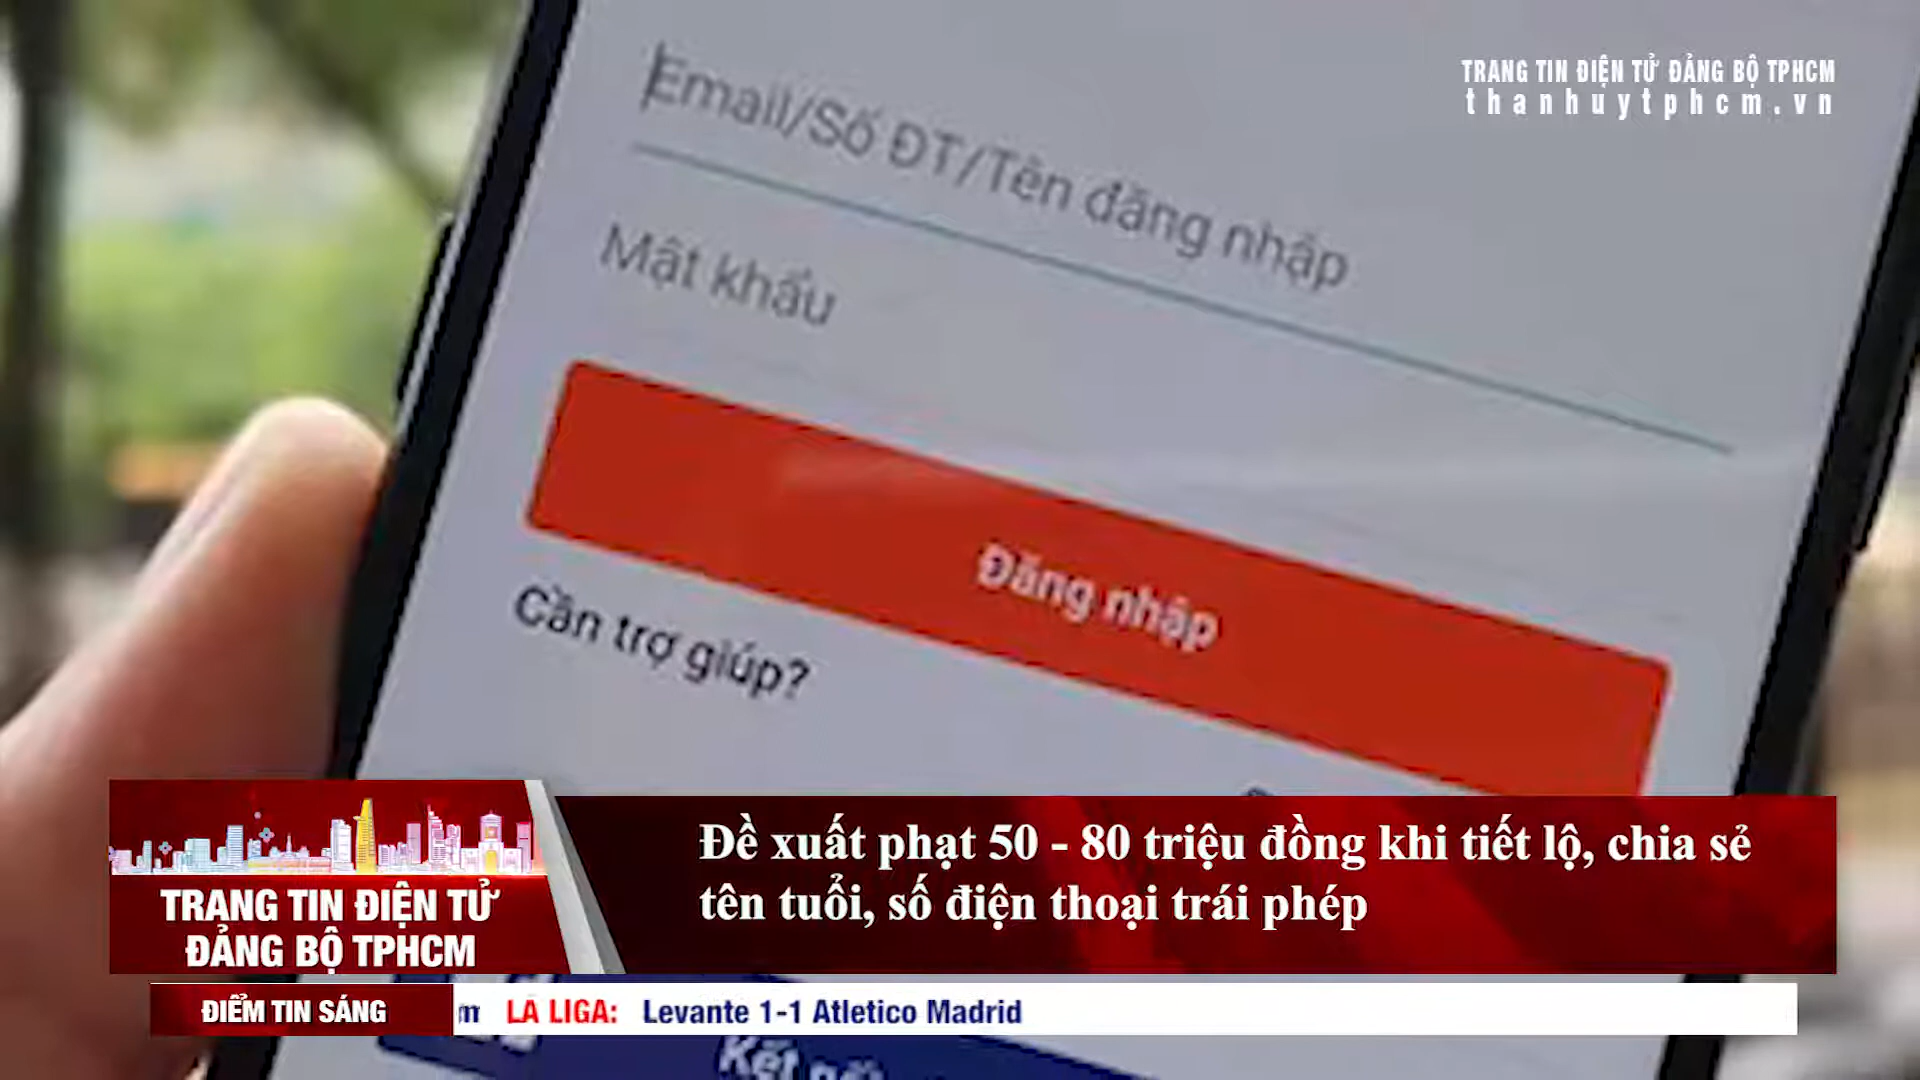 TRANG TIN ĐIỆN TỬ ĐẢNG BỘ TPHCM
thanhuytphcm.vn
Email/Số ĐT/Tên đăng nhập
Mật khẩu
Đăng nhập
Cần trợ giúp?
Đề xuất phạt 50 - 80 triệu đồng khi tiết lộ, chia sẻ
tên tuổi, số điện thoại trái phép
TRANG TIN ĐIỆN TỬ
ĐẢNG BỘ TPHCM
ĐIỂM TIN SÁNG
LA LIGA: Levante 1-1 Atletico Madrid